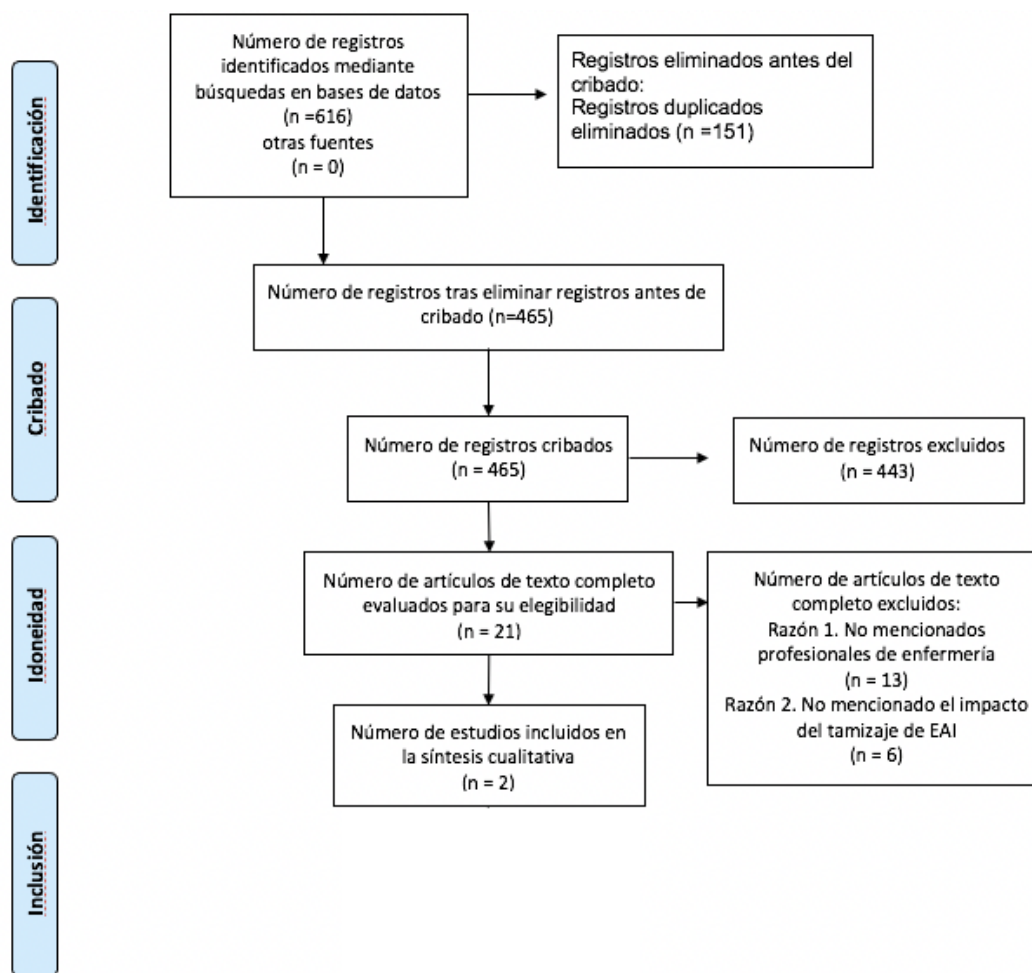 Identificación
Número de registros
identificados mediante
búsquedas en bases de datos
(n =616)
otras fuentes
(n = 0)
Registros eliminados antes del
cribado:
Registros duplicados
eliminados (n =151)
Número de registros tras eliminar registros antes de
cribado (n=465)
Cribado
Número de registros cribados
(n = 465)
Número de registros excluidos
(n = 443)
Idoneidad
Número de artículos de texto completo
evaluados para su elegibilidad
(n = 21)
Número de artículos de texto
completo excluidos:
Razón 1. No mencionados
profesionales de enfermería
(n = 13)
Razón 2. No mencionado el impacto
del tamizaje de EAI
(n = 6)
Número de estudios incluidos en
la síntesis cualitativa
(n = 2)
Inclusión